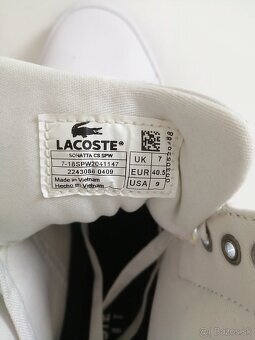 LACOSTE
SONATTA CS SPW
7-18SPW2041147
2243086 0409
Made in Vietnam
Hecho en Vietnam
UK 7
EUR 40.5
USA 9